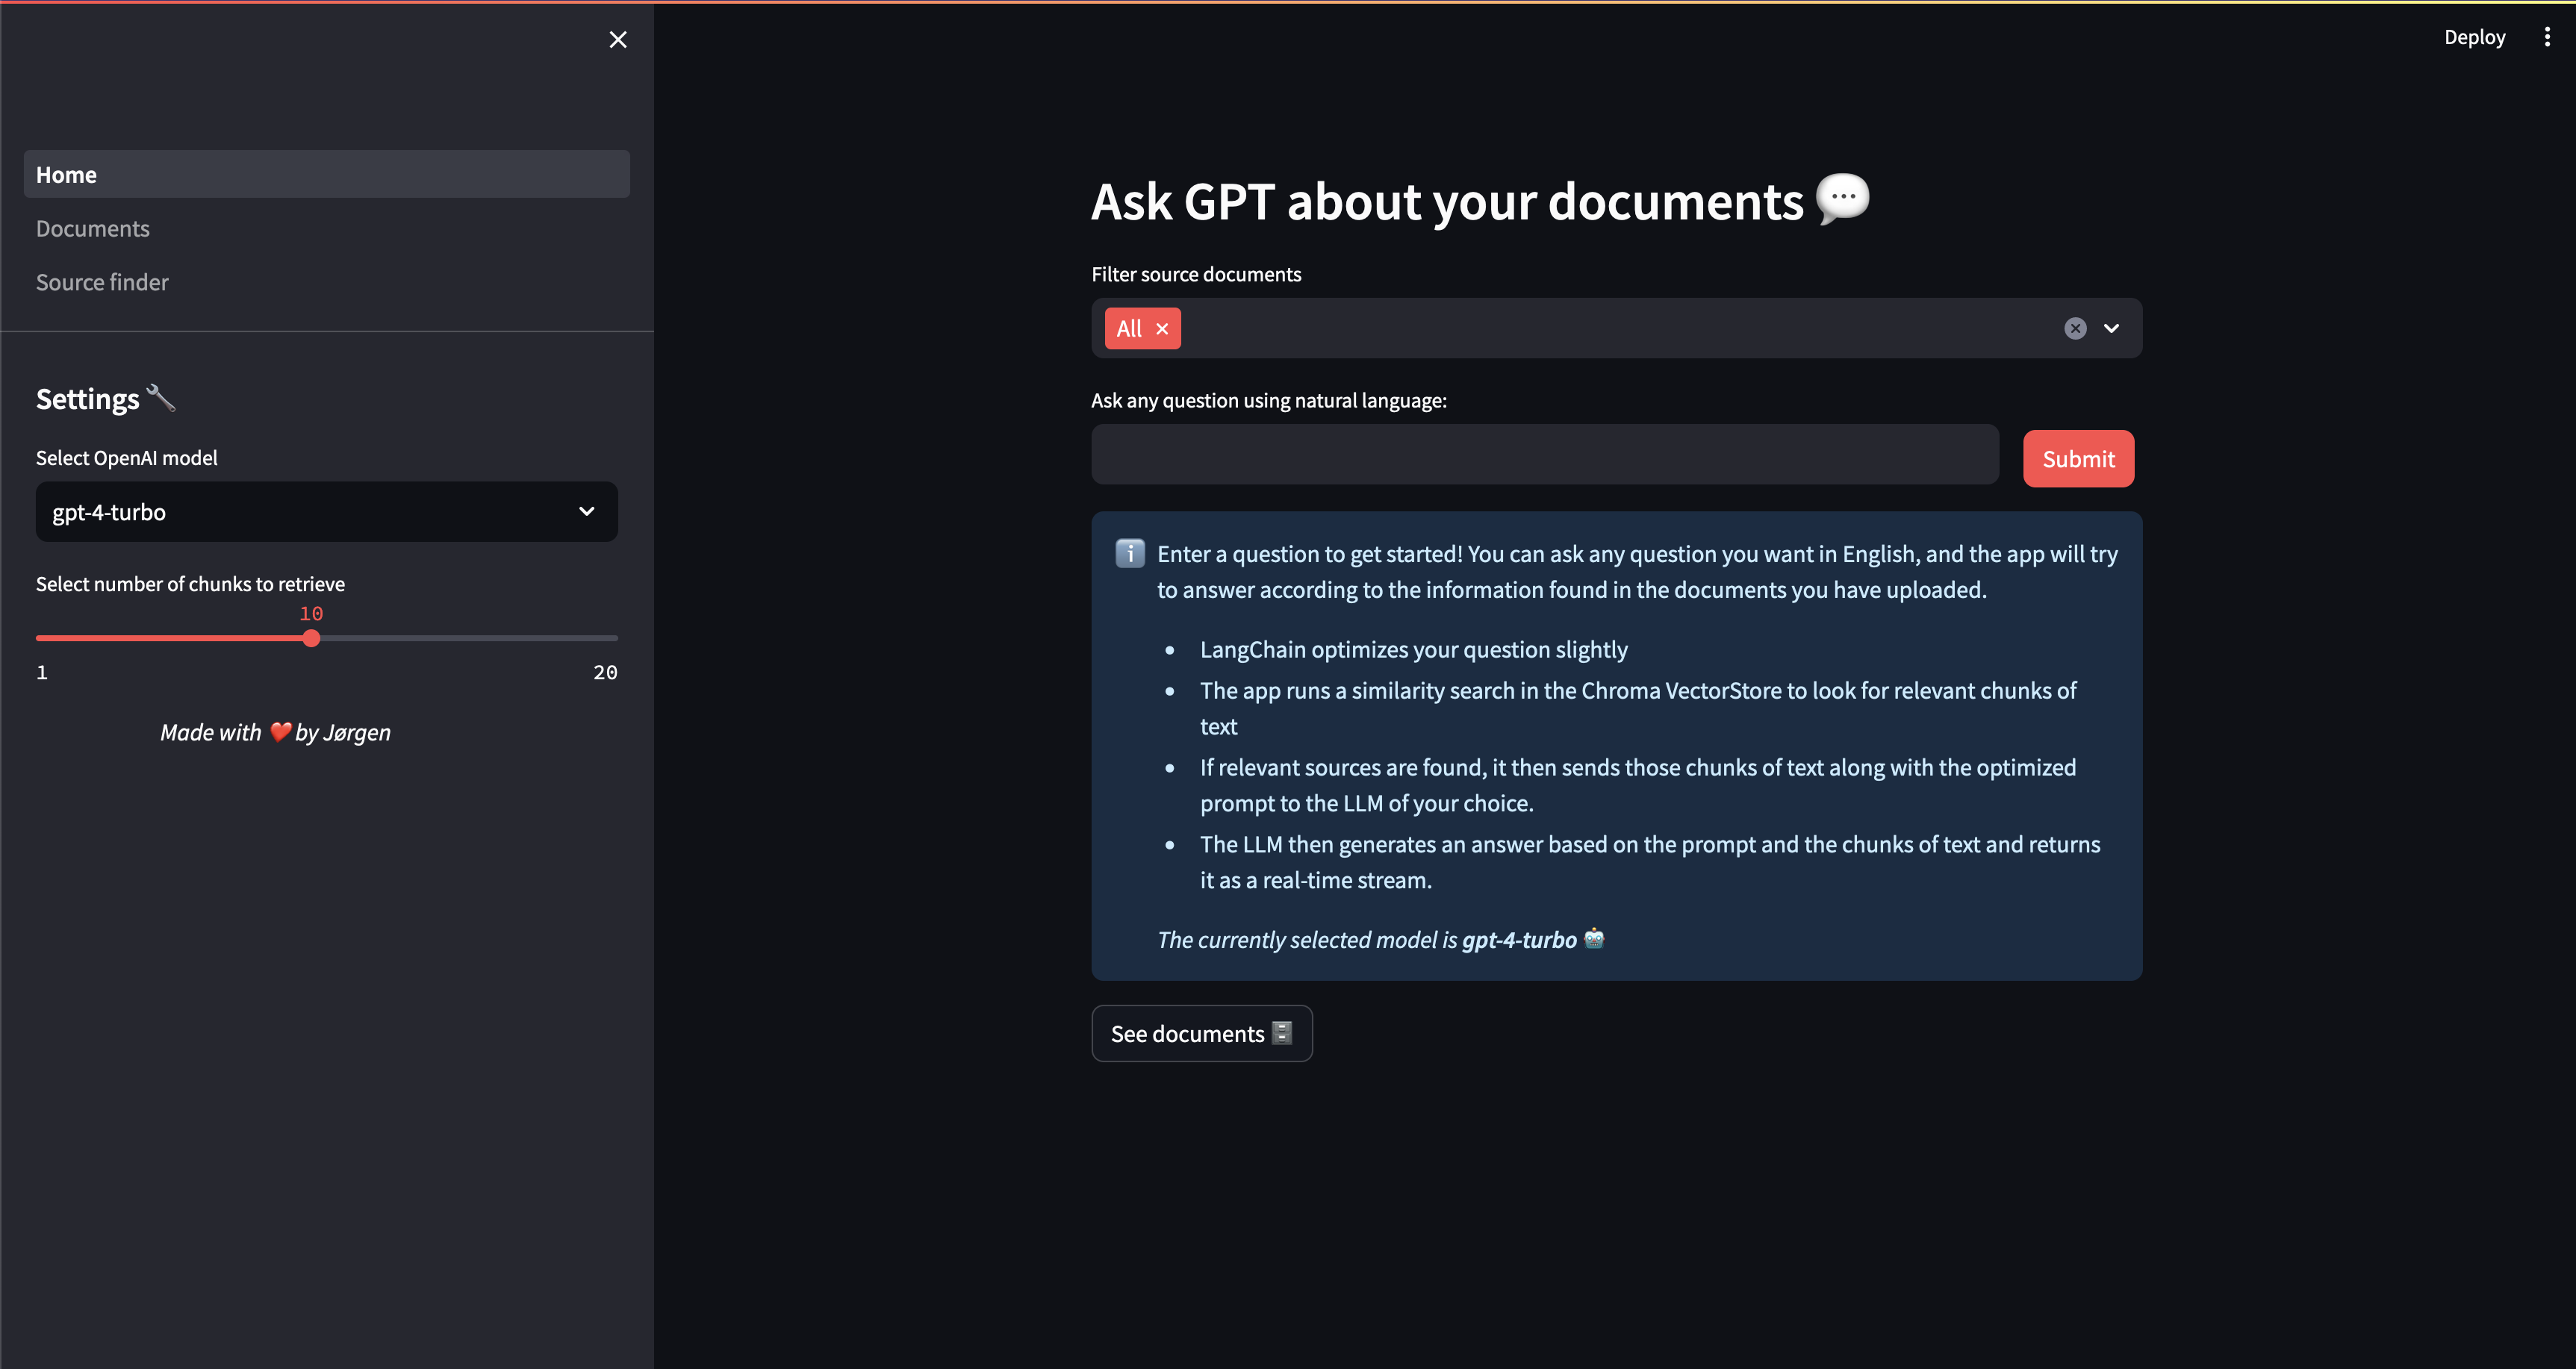 Deploy
Home
Documents
Source finder
Settings 🔧
Select OpenAI model
gpt-4-turbo
Select number of chunks to retrieve
10
1
20
Made with ❤️ by Jørgen
Ask GPT about your documents 💬
Filter source documents
All
Ask any question using natural language:
Submit
Enter a question to get started! You can ask any question you want in English, and the app will try
to answer according to the information found in the documents you have uploaded.
• LangChain optimizes your question slightly
• The app runs a similarity search in the Chroma VectorStore to look for relevant chunks of
text
• If relevant sources are found, it then sends those chunks of text along with the optimized
prompt to the LLM of your choice.
• The LLM then generates an answer based on the prompt and the chunks of text and returns
it as a real-time stream.
The currently selected model is gpt-4-turbo 🤖
See documents 🗄️